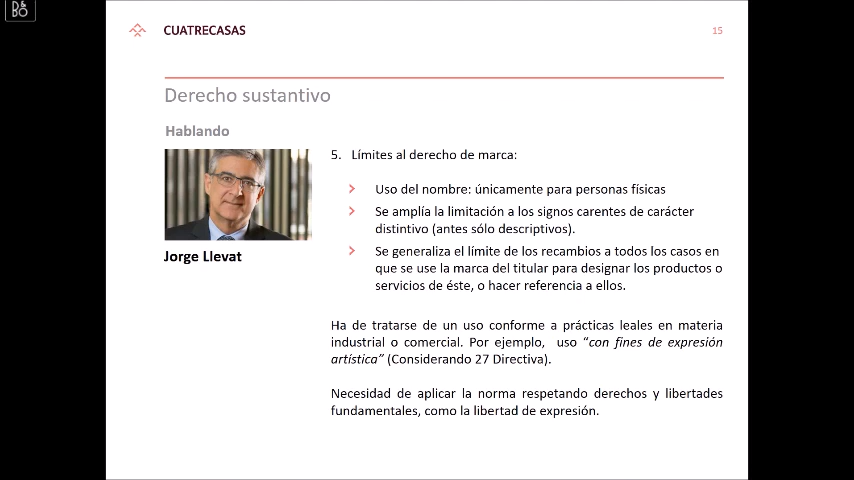 D&
BO
CUATRECASAS
15
Derecho sustantivo
Hablando
Jorge Llevat
5. Límites al derecho de marca:
Uso del nombre: únicamente para personas físicas
Se amplía la limitación a los signos carentes de carácter
distintivo (antes sólo descriptivos).
Se generaliza el límite de los recambios a todos los casos en
que se use la marca del titular para designar los productos o
servicios de éste, o hacer referencia a ellos.
Ha de tratarse de un uso conforme a prácticas leales en materia
industrial o comercial. Por ejemplo, uso “con fines de expresión
artística” (Considerando 27 Directiva).
Necesidad de aplicar la norma respetando derechos y libertades
fundamentales, como la libertad de expresión.